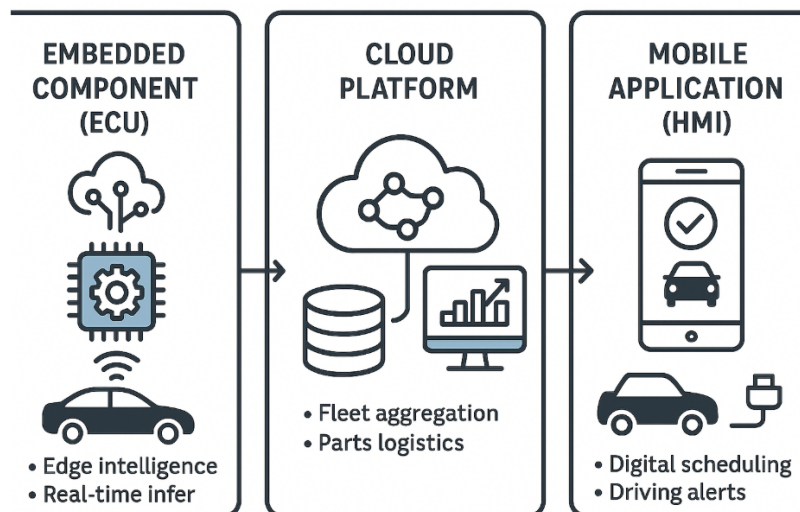 EMBEDDED
COMPONENT
(ECU)
• Edge intelligence
• Real-time infer
CLOUD
PLATFORM
• Fleet aggregation
• Parts logistics
MOBILE
APPLICATION
(HMI)
• Digital scheduling
• Driving alerts